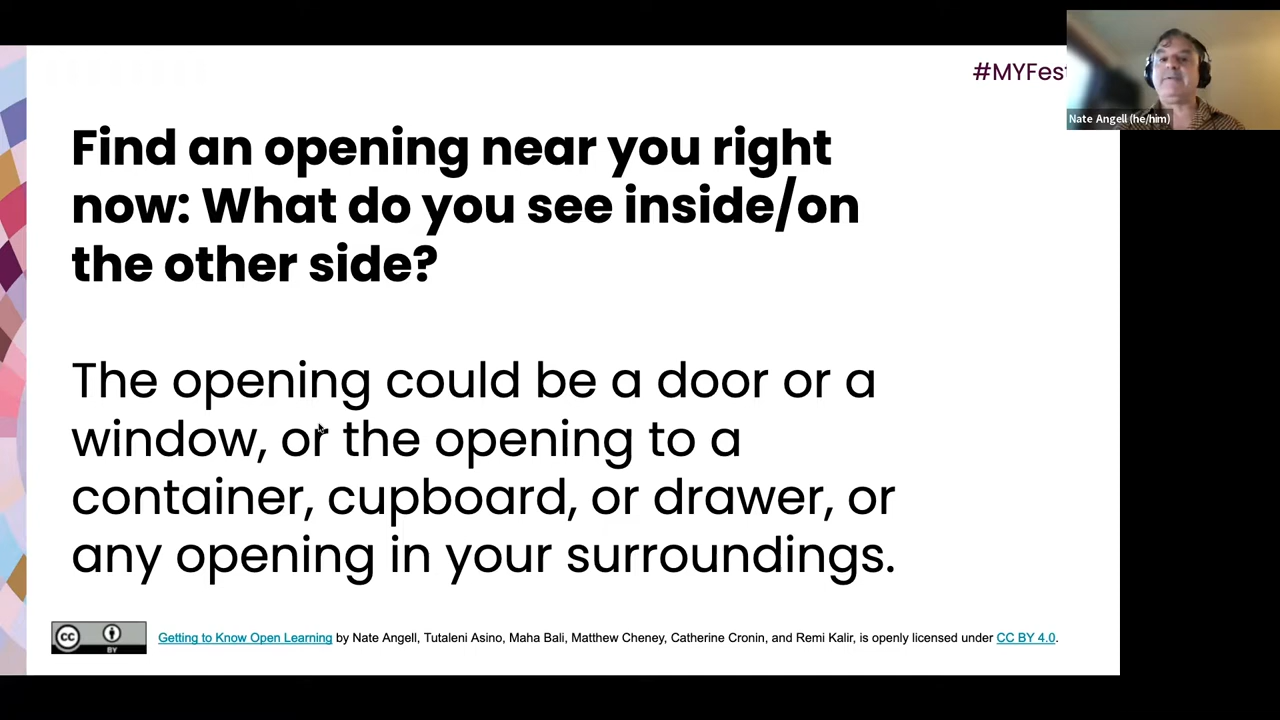 #MYFest
Nate Angell (he/him)
Find an opening near you right
now: What do you see inside/on
the other side?
The opening could be a door or a
window, or the opening to a
container, cupboard, or drawer, or
any opening in your surroundings.
CC
BY
Getting to Know Open Learning by Nate Angell, Tutaleni Asino, Maha Bali, Matthew Cheney, Catherine Cronin, and Remi Kalir, is openly licensed under CC BY 4.0.